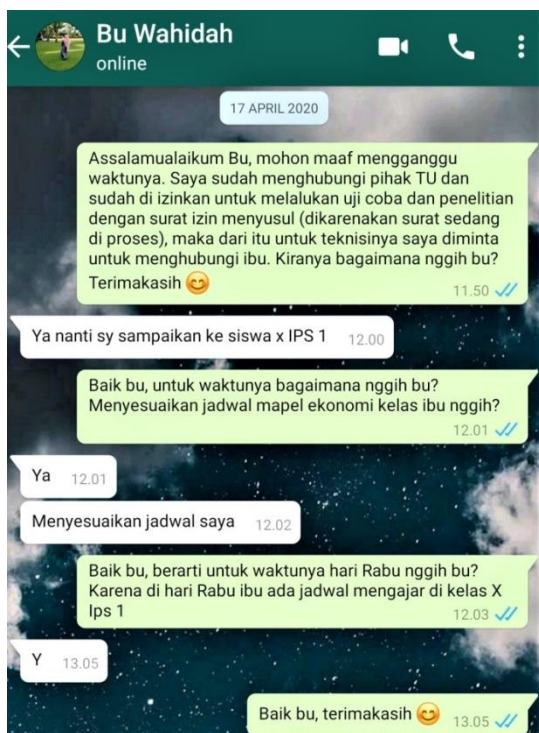 Bu Wahidah
online
17 APRIL 2020
Assalamualaikum Bu, mohon maaf mengganggu
waktunya. Saya sudah menghubungi pihak TU dan
sudah di izinkan untuk melalukan uji coba dan penelitian
dengan surat izin menyusul (dikarenakan surat sedang
di proses), maka dari itu untuk teknisinya saya diminta
untuk menghubungi ibu. Kiranya bagaimana nggih bu?
Terimakasih 😊
11.50
Ya nanti sy sampaikan ke siswa x IPS 1 12.00
Baik bu, untuk waktunya bagaimana nggih bu?
Menyesuaikan jadwal mapel ekonomi kelas ibu nggih?
12.01
Ya 12.01
Menyesuaikan jadwal saya 12.02
Baik bu, berarti untuk waktunya hari Rabu nggih bu?
Karena di hari Rabu ibu ada jadwal mengajar di kelas X
Ips 1
12.03
Y 13.05
Baik bu, terimakasih 😊 13.05